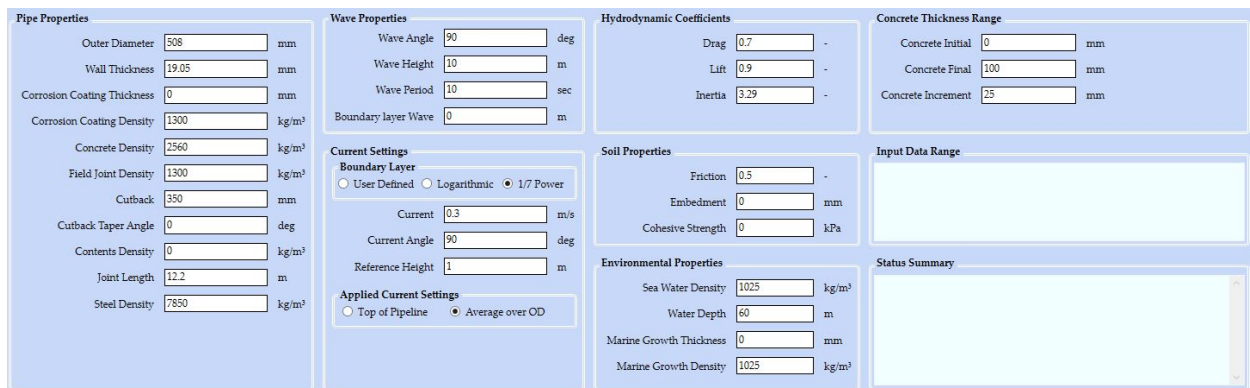 Pipe Properties
Outer Diameter 508 mm
Wall Thickness 19.05 mm
Corrosion Coating Thickness 0 mm
Corrosion Coating Density 1300 kg/m³
Concrete Density 2560 kg/m³
Field Joint Density 1300 kg/m³
Cutback 350 mm
Cutback Taper Angle 0 deg
Contents Density 0 kg/m³
Joint Length 12.2 m
Steel Density 7850 kg/m³
Wave Properties
Wave Angle 90 deg
Wave Height 10 m
Wave Period 10 sec
Boundary layer Wave 0 m
Current Settings
Boundary Layer
User Defined Logarithmic 1/7 Power
Current 0.3 m/s
Current Angle 90 deg
Reference Height 1 m
Applied Current Settings
Top of Pipeline Average over OD
Hydrodynamic Coefficients
Drag 0.7 -
Lift 0.9 -
Inertia 3.29 -
Soil Properties
Friction 0.5 -
Embedment 0 mm
Cohesive Strength 0 kPa
Environmental Properties
Sea Water Density 1025 kg/m³
Water Depth 60 m
Marine Growth Thickness 0 mm
Marine Growth Density 1025 kg/m³
Concrete Thickness Range
Concrete Initial 0 mm
Concrete Final 100 mm
Concrete Increment 25 mm
Input Data Range
Status Summary